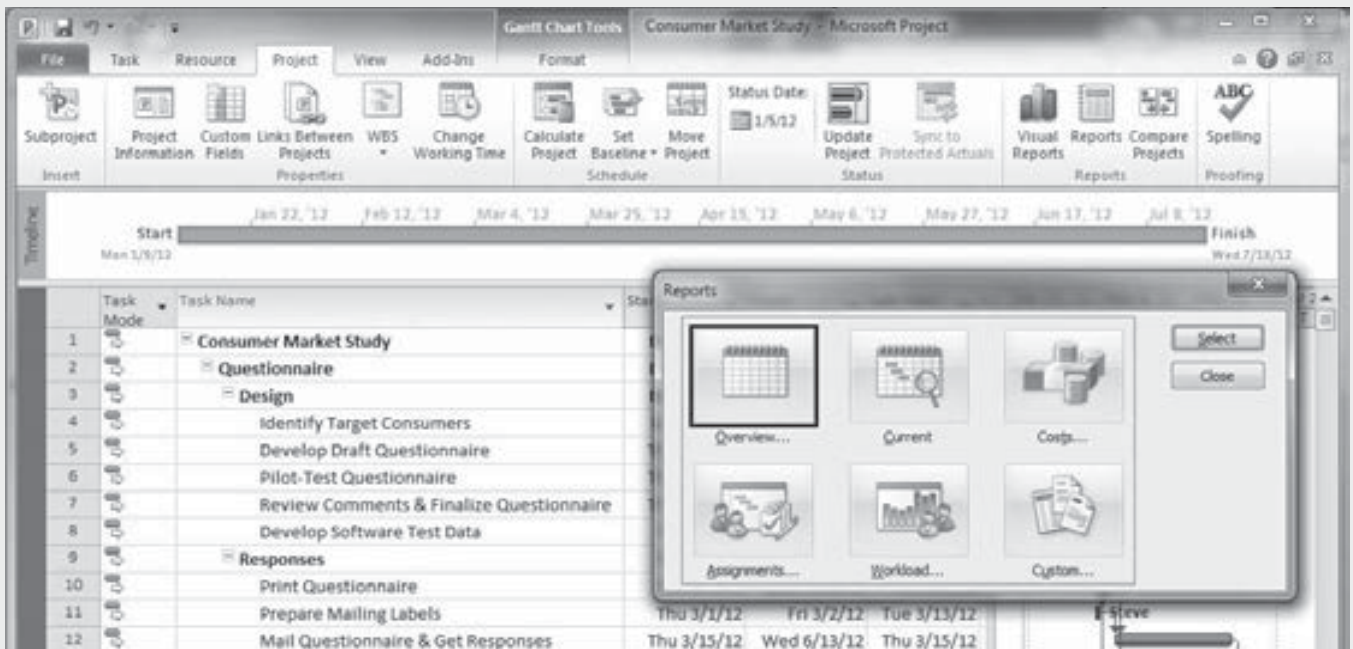 Gantt Chart Tools Consumer Market Study - Microsoft Project
File Task Resource Project View Add-Ins Format
Subproject
Project Information
Custom Fields
Links Between Projects
WBS
Change Working Time
Calculate Project
Set Baseline
Move Project
Status Date:
1/5/12
Update Project
Sync to Protected Actuals
Visual Reports
Reports
Compare Projects
ABC
Spelling
Insert Properties Schedule Status Reports Proofing
Timeline
Jan 22, '12 Feb 12, '12 Mar 4, '12 Mar 25, '12 Apr 15, '12 May 6, '12 May 27, '12 Jun 17, '12 Jul 8, '12
Start Finish
Mon 1/9/12
Task Mode Task Name
1 Consumer Market Study
2 Questionnaire
3 Design
4 Identify Target Consumers
5 Develop Draft Questionnaire
6 Pilot-Test Questionnaire
7 Review Comments & Finalize Questionnaire
8 Develop Software Test Data
9 Responses
10 Print Questionnaire
11 Prepare Mailing Labels Thu 3/1/12 Fri 3/2/12 Tue 3/13/12 Steve
12 Mail Questionnaire & Get Responses Thu 3/15/12 Wed 6/13/12 Thu 3/15/12
Reports
Select
Close
Overview... Current Costs...
Assignments... Workload... Custom...